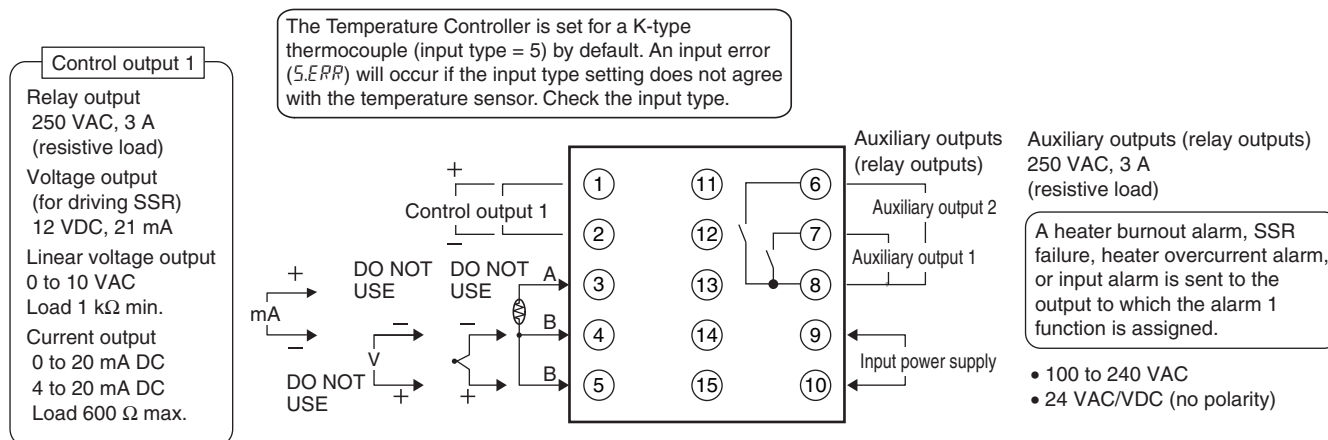 The Temperature Controller is set for a K-type
thermocouple (input type = 5) by default. An input error
(S.ERR) will occur if the input type setting does not agree
with the temperature sensor. Check the input type.
Control output 1
Relay output
250 VAC, 3 A
(resistive load)
Voltage output
(for driving SSR)
12 VDC, 21 mA
Linear voltage output
0 to 10 VAC
Load 1 kΩ min.
Current output
0 to 20 mA DC
4 to 20 mA DC
Load 600 Ω max.
+
mA
−
DO NOT
USE
−
V
+
DO NOT
USE
DO NOT
USE
−
+
+
Control output 1
−
A
B
B
1
2
3
4
5
11
12
13
14
15
6
7
8
9
10
Auxiliary outputs
(relay outputs)
Auxiliary output 2
Auxiliary output 1
Input power supply
Auxiliary outputs (relay outputs)
250 VAC, 3 A
(resistive load)
A heater burnout alarm, SSR
failure, heater overcurrent alarm,
or input alarm is sent to the
output to which the alarm 1
function is assigned.
• 100 to 240 VAC
• 24 VAC/VDC (no polarity)